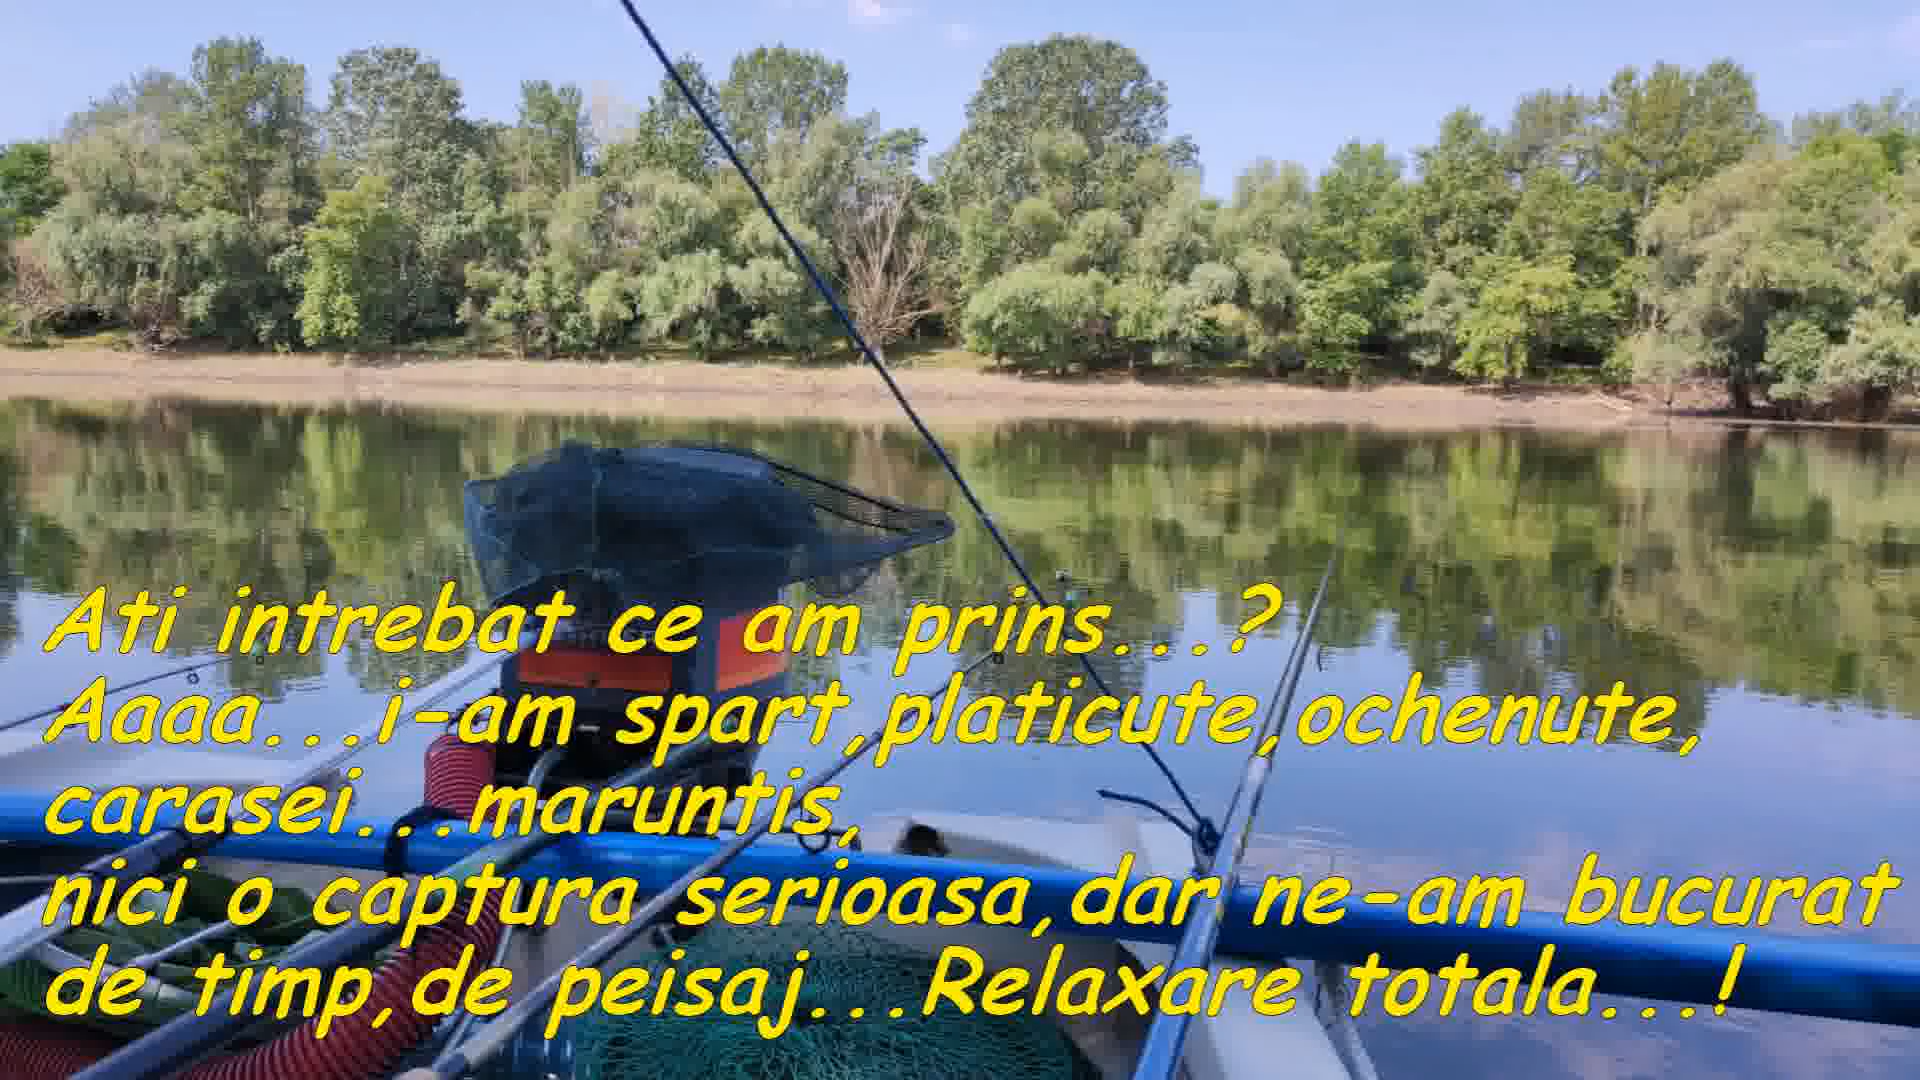 Ati intrebat ce am prins...?
Aaaa...i-am spart,platicute,ochenute,
carasei...maruntis,
nici o captura serioasa,dar ne-am bucurat
de timp,de peisaj...Relaxare totala...!